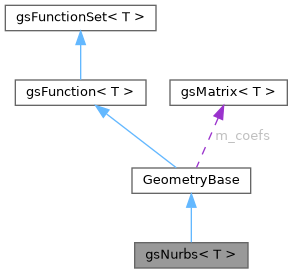 gsFunctionSet< T >
gsFunction< T >
gsMatrix< T >
m_coefs
GeometryBase
gsNurbs< T >